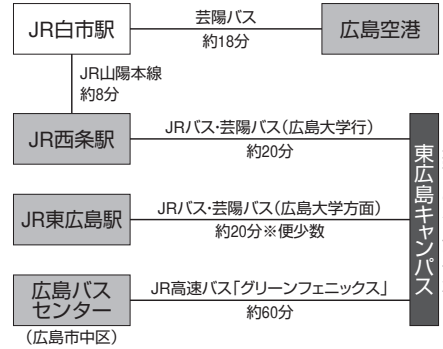 JR白市駅
芸陽バス
約18分
広島空港
JR山陽本線
約8分
JR西条駅
JRバス・芸陽バス(広島大学行)
約20分
JR東広島駅
JRバス・芸陽バス(広島大学方面)
約20分※便少数
広島バス
センター
(広島市中区)
JR高速バス「グリーンフェニックス」
約60分
東広島キャンパス